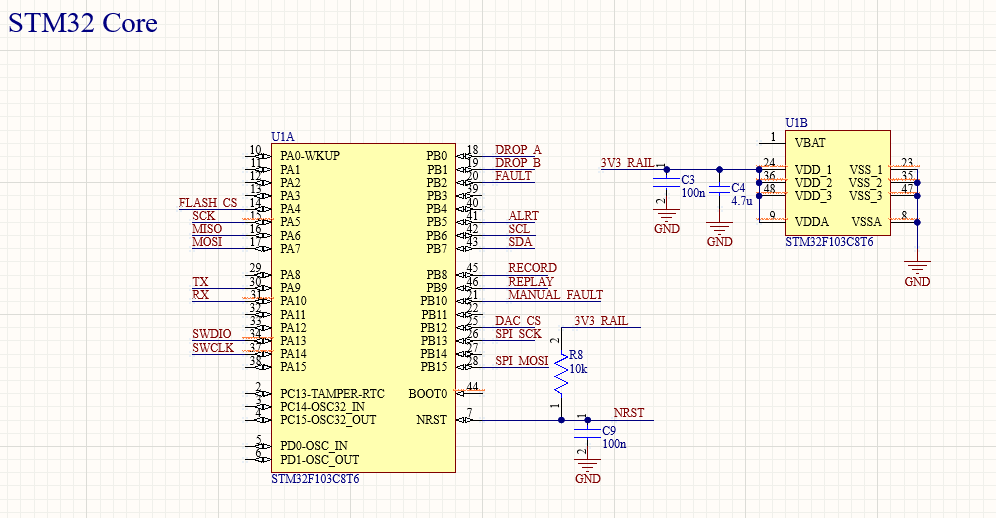 STM32 Core
U1A
10 PA0-WKUP PB0 18 DROP_A
11 PA1 PB1 19 DROP_B
12 PA2 PB2 20 FAULT
13 PA3 PB3 39
FLASH_CS 14 PA4 PB4 40
SCK 15 PA5 PB5 41 ALRT
MISO 16 PA6 PB6 42 SCL
MOSI 17 PA7 PB7 43 SDA
29 PA8 PB8 45 RECORD
TX 30 PA9 PB9 46 REPLAY
RX 31 PA10 PB10 21 MANUAL_FAULT
32 PA11 PB11 22
33 PA12 PB12 25 DAC_CS
SWDIO 34 PA13 PB13 26 SPI_SCK
SWCLK 37 PA14 PB14 27
38 PA15 PB15 28 SPI_MOSI
2 PC13-TAMPER-RTC BOOT0 44
3 PC14-OSC32_IN
4 PC15-OSC32_OUT NRST 7
5 PD0-OSC_IN
6 PD1-OSC_OUT
STM32F103C8T6
3V3_RAIL
2
R8
10k
1
NRST
1
C9
100n
2
GND
3V3_RAIL
1
C3
100n
2
GND
C4
4.7u
GND
U1B
1 VBAT
24 VDD_1 VSS_1 23
36 VDD_2 VSS_2 35
48 VDD_3 VSS_3 47
9 VDDA VSSA 8
STM32F103C8T6
GND